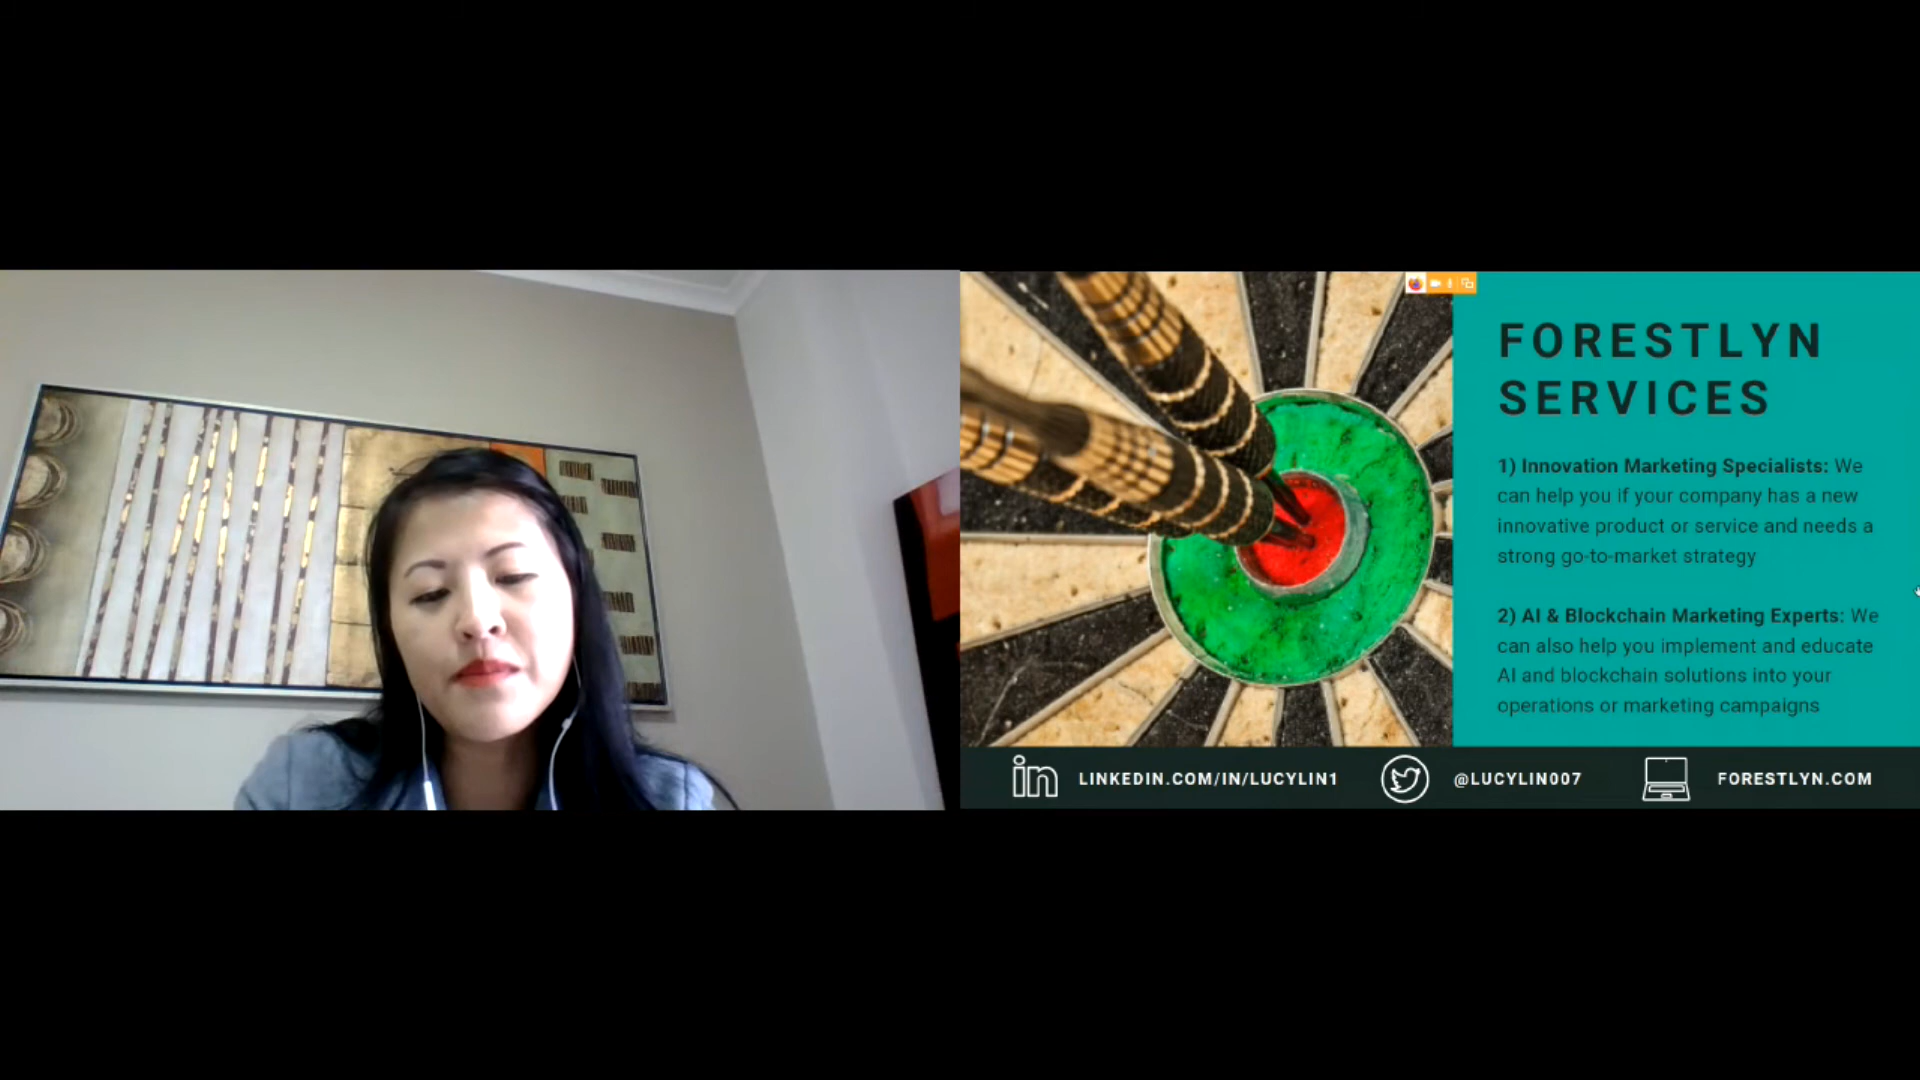 FORESTLYN
SERVICES
1) Innovation Marketing Specialists: We
can help you if your company has a new
innovative product or service and needs a
strong go-to-market strategy
2) AI & Blockchain Marketing Experts: We
can also help you implement and educate
AI and blockchain solutions into your
operations or marketing campaigns
in LINKEDIN.COM/IN/LUCYLIN1 @LUCYLIN007 FORESTLYN.COM